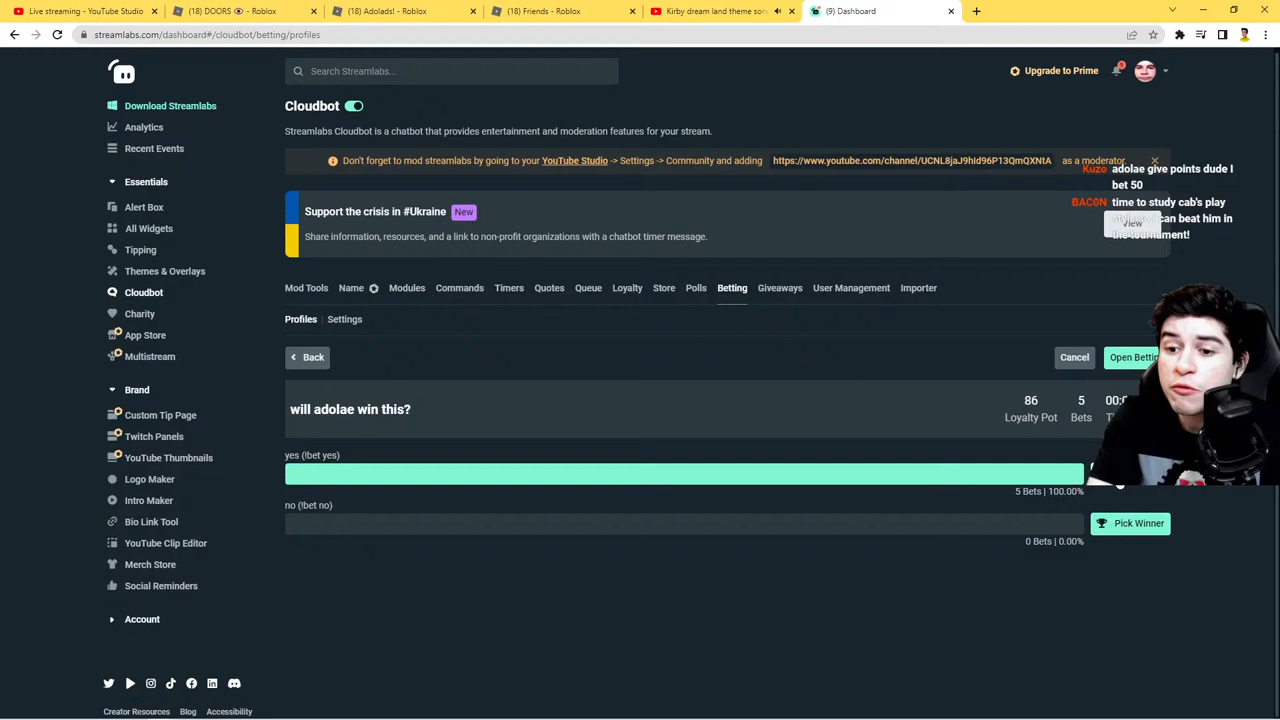 Live streaming - YouTube Studio
(18) DOORS 👁 - Roblox
(18) Adolads! - Roblox
(18) Friends - Roblox
Kirby dream land theme son
(9) Dashboard
streamlabs.com/dashboard#/cloudbot/betting/profiles
Search Streamlabs...
Upgrade to Prime
Download Streamlabs
Analytics
Recent Events
Essentials
Alert Box
All Widgets
Tipping
Themes & Overlays
Cloudbot
Charity
App Store
Multistream
Brand
Custom Tip Page
Twitch Panels
YouTube Thumbnails
Logo Maker
Intro Maker
Bio Link Tool
YouTube Clip Editor
Merch Store
Social Reminders
Account
Creator Resources Blog Accessibility
Cloudbot
Streamlabs Cloudbot is a chatbot that provides entertainment and moderation features for your stream.
Don't forget to mod streamlabs by going to your YouTube Studio -> Settings -> Community and adding https://www.youtube.com/channel/UCNL8jaJ9hId96P13QmQXNtA as a moderator.
Support the crisis in #Ukraine New
Share information, resources, and a link to non-profit organizations with a chatbot timer message.
View
Kuzo adolae give points dude I
bet 50
BAC0N time to study cab's play
can beat him in
the tournament!
Mod Tools Name Modules Commands Timers Quotes Queue Loyalty Store Polls Betting Giveaways User Management Importer
Profiles Settings
Back
Cancel
Open Bettin
will adolae win this?
86
Loyalty Pot
5
Bets
00:0
yes (!bet yes)
5 Bets | 100.00%
no (!bet no)
Pick Winner
0 Bets | 0.00%